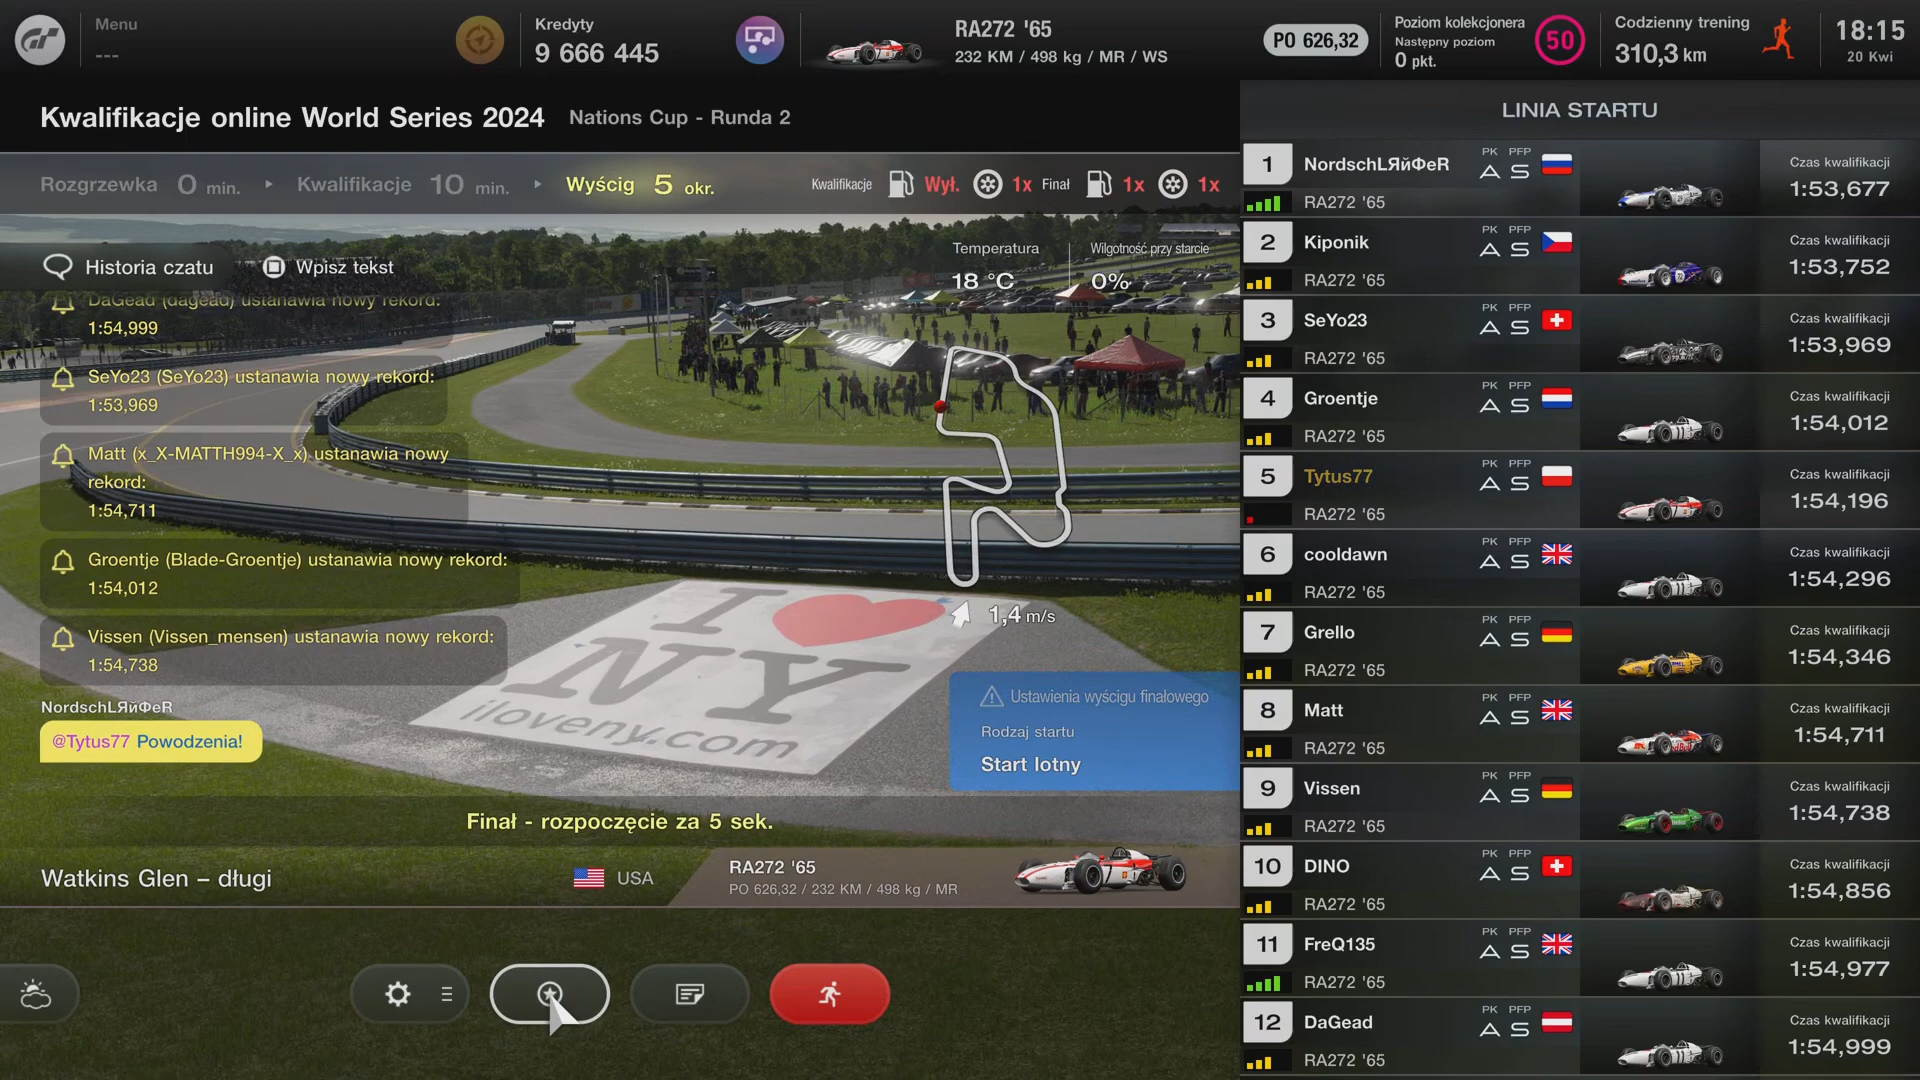 Menu
---
Kredyty
9 666 445
RA272 '65
232 KM / 498 kg / MR / WS
PO 626,32
Poziom kolekcjonera
Następny poziom
0 pkt.
50
Codzienny trening
310,3 km
18:15
20 Kwi
Kwalifikacje online World Series 2024
Nations Cup - Runda 2
Rozgrzewka 0 min.
Kwalifikacje 10 min.
Wyścig 5 okr.
Kwalifikacje Wył. 1x Finał 1x 1x
Historia czatu
Wpisz tekst
Temperatura
18 °C
Wilgotność przy starcie
0%
DaGead (dagead) ustanawia nowy rekord:
1:54,999
SeYo23 (SeYo23) ustanawia nowy rekord:
1:53,969
Matt (x_X-MATTH994-X_x) ustanawia nowy
rekord:
1:54,711
Groentje (Blade-Groentje) ustanawia nowy rekord:
1:54,012
Vissen (Vissen_mensen) ustanawia nowy rekord:
1:54,738
NordschLЯйФeR
@Tytus77 Powodzenia!
1,4 m/s
I NY
iloveny.com
Ustawienia wyścigu finałowego
Rodzaj startu
Start lotny
Finał - rozpoczęcie za 5 sek.
Watkins Glen – długi
USA
RA272 '65
PO 626,32 / 232 KM / 498 kg / MR
LINIA STARTU
1 NordschLЯйФeR PK A PFP S Czas kwalifikacji
RA272 '65 1:53,677
2 Kiponik PK A PFP S Czas kwalifikacji
RA272 '65 1:53,752
3 SeYo23 PK A PFP S Czas kwalifikacji
RA272 '65 1:53,969
4 Groentje PK A PFP S Czas kwalifikacji
RA272 '65 1:54,012
5 Tytus77 PK A PFP S Czas kwalifikacji
RA272 '65 1:54,196
6 cooldawn PK A PFP S Czas kwalifikacji
RA272 '65 1:54,296
7 Grello PK A PFP S Czas kwalifikacji
RA272 '65 1:54,346
8 Matt PK A PFP S Czas kwalifikacji
RA272 '65 1:54,711
9 Vissen PK A PFP S Czas kwalifikacji
RA272 '65 1:54,738
10 DINO PK A PFP S Czas kwalifikacji
RA272 '65 1:54,856
11 FreQ135 PK A PFP S Czas kwalifikacji
RA272 '65 1:54,977
12 DaGead PK A PFP S Czas kwalifikacji
RA272 '65 1:54,999